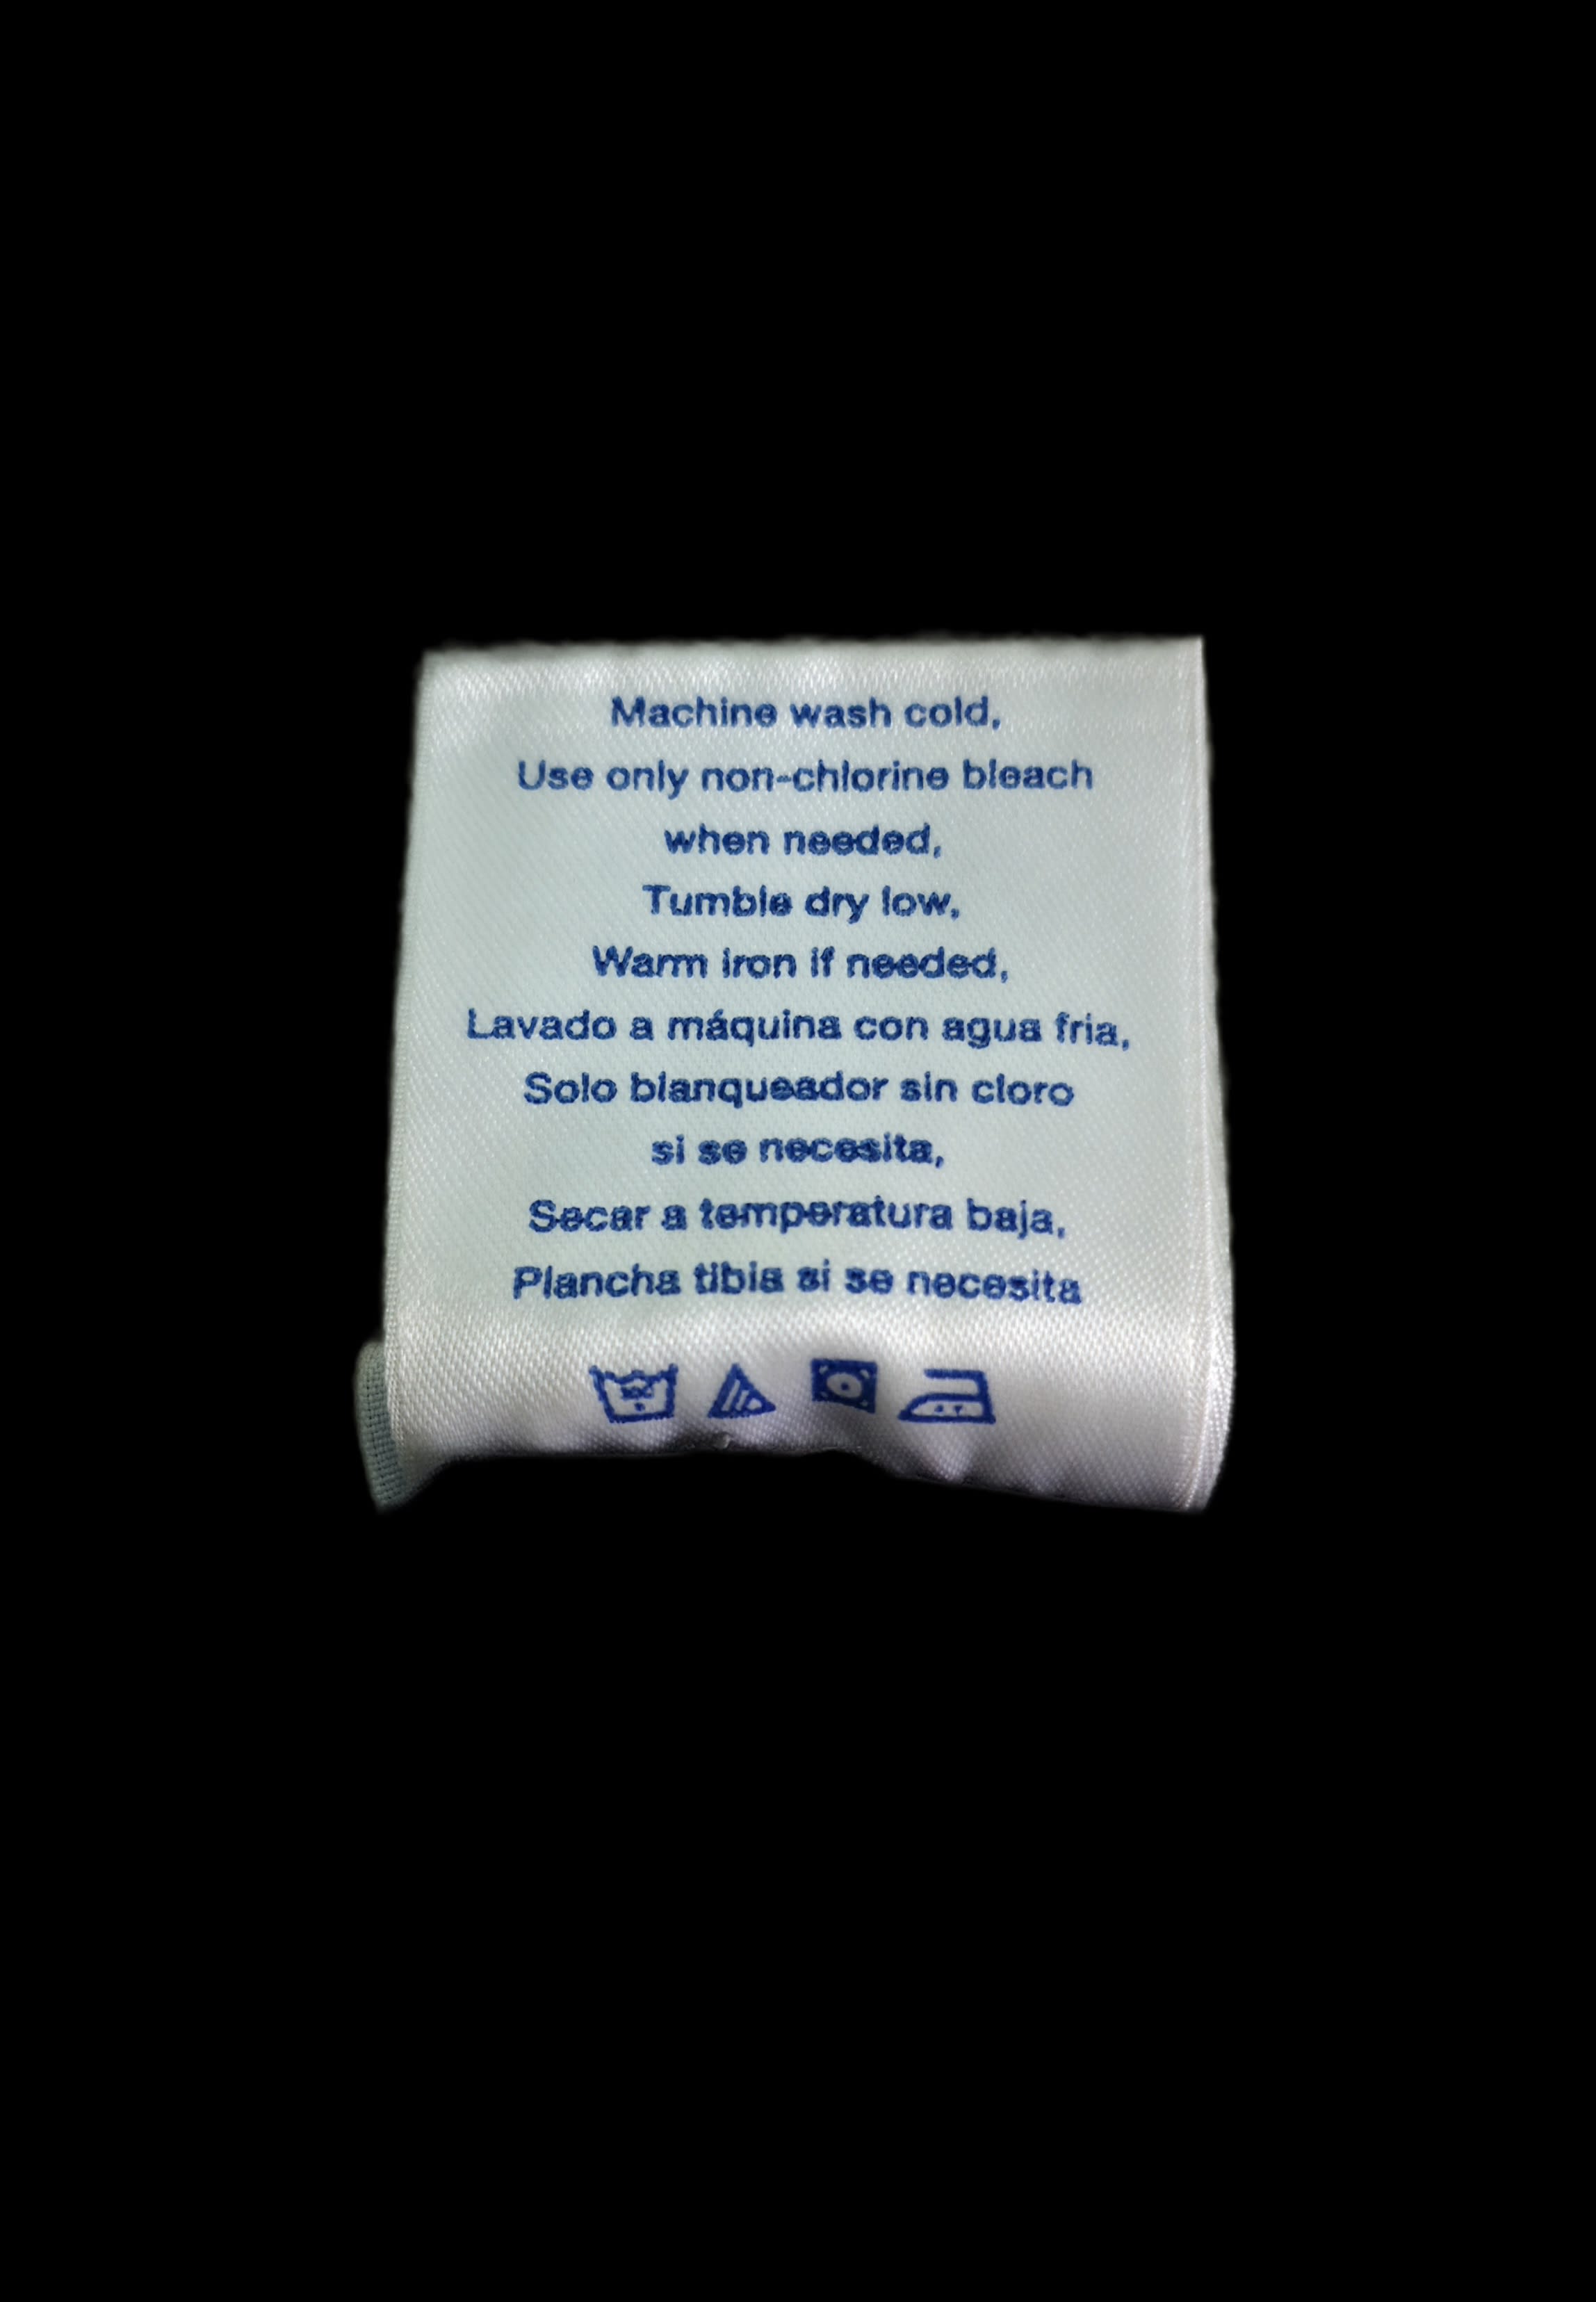 Machine wash cold,
Use only non-chlorine bleach
when needed,
Tumble dry low,
Warm iron if needed,
Lavado a máquina con agua fria,
Solo blanqueador sin cloro
si se necesita,
Secar a temperatura baja,
Plancha tibia si se necesita